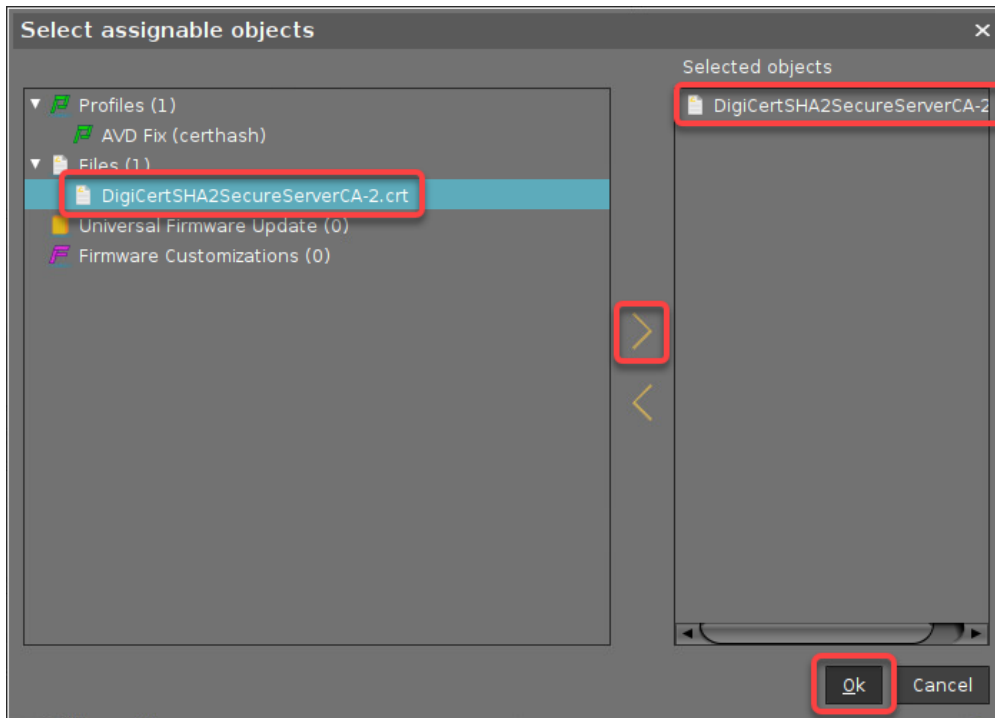 Select assignable objects
Selected objects
Profiles (1)
AVD Fix (certhash)
Files (1)
DigiCertSHA2SecureServerCA-2.crt
Universal Firmware Update (0)
Firmware Customizations (0)
DigiCertSHA2SecureServerCA-2
Ok
Cancel